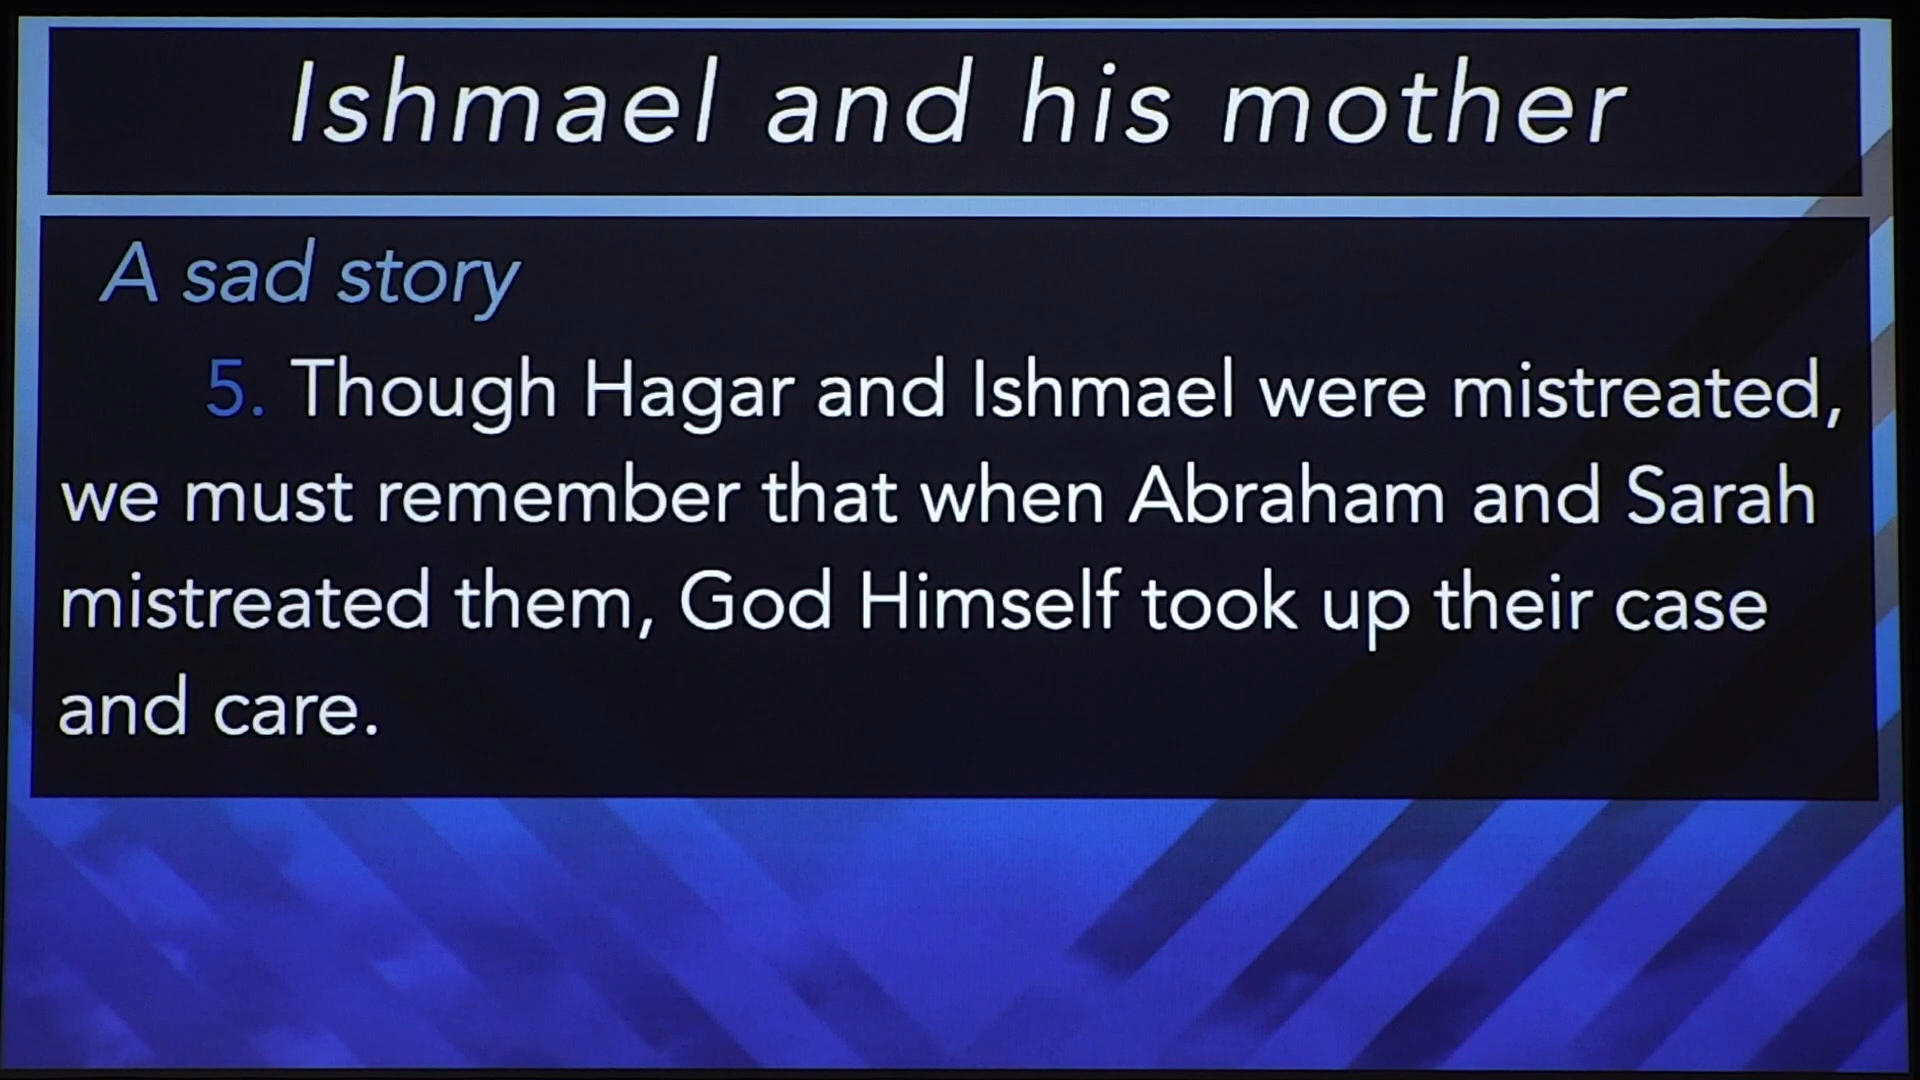 Ishmael and his mother
A sad story
5. Though Hagar and Ishmael were mistreated,
we must remember that when Abraham and Sarah
mistreated them, God Himself took up their case
and care.